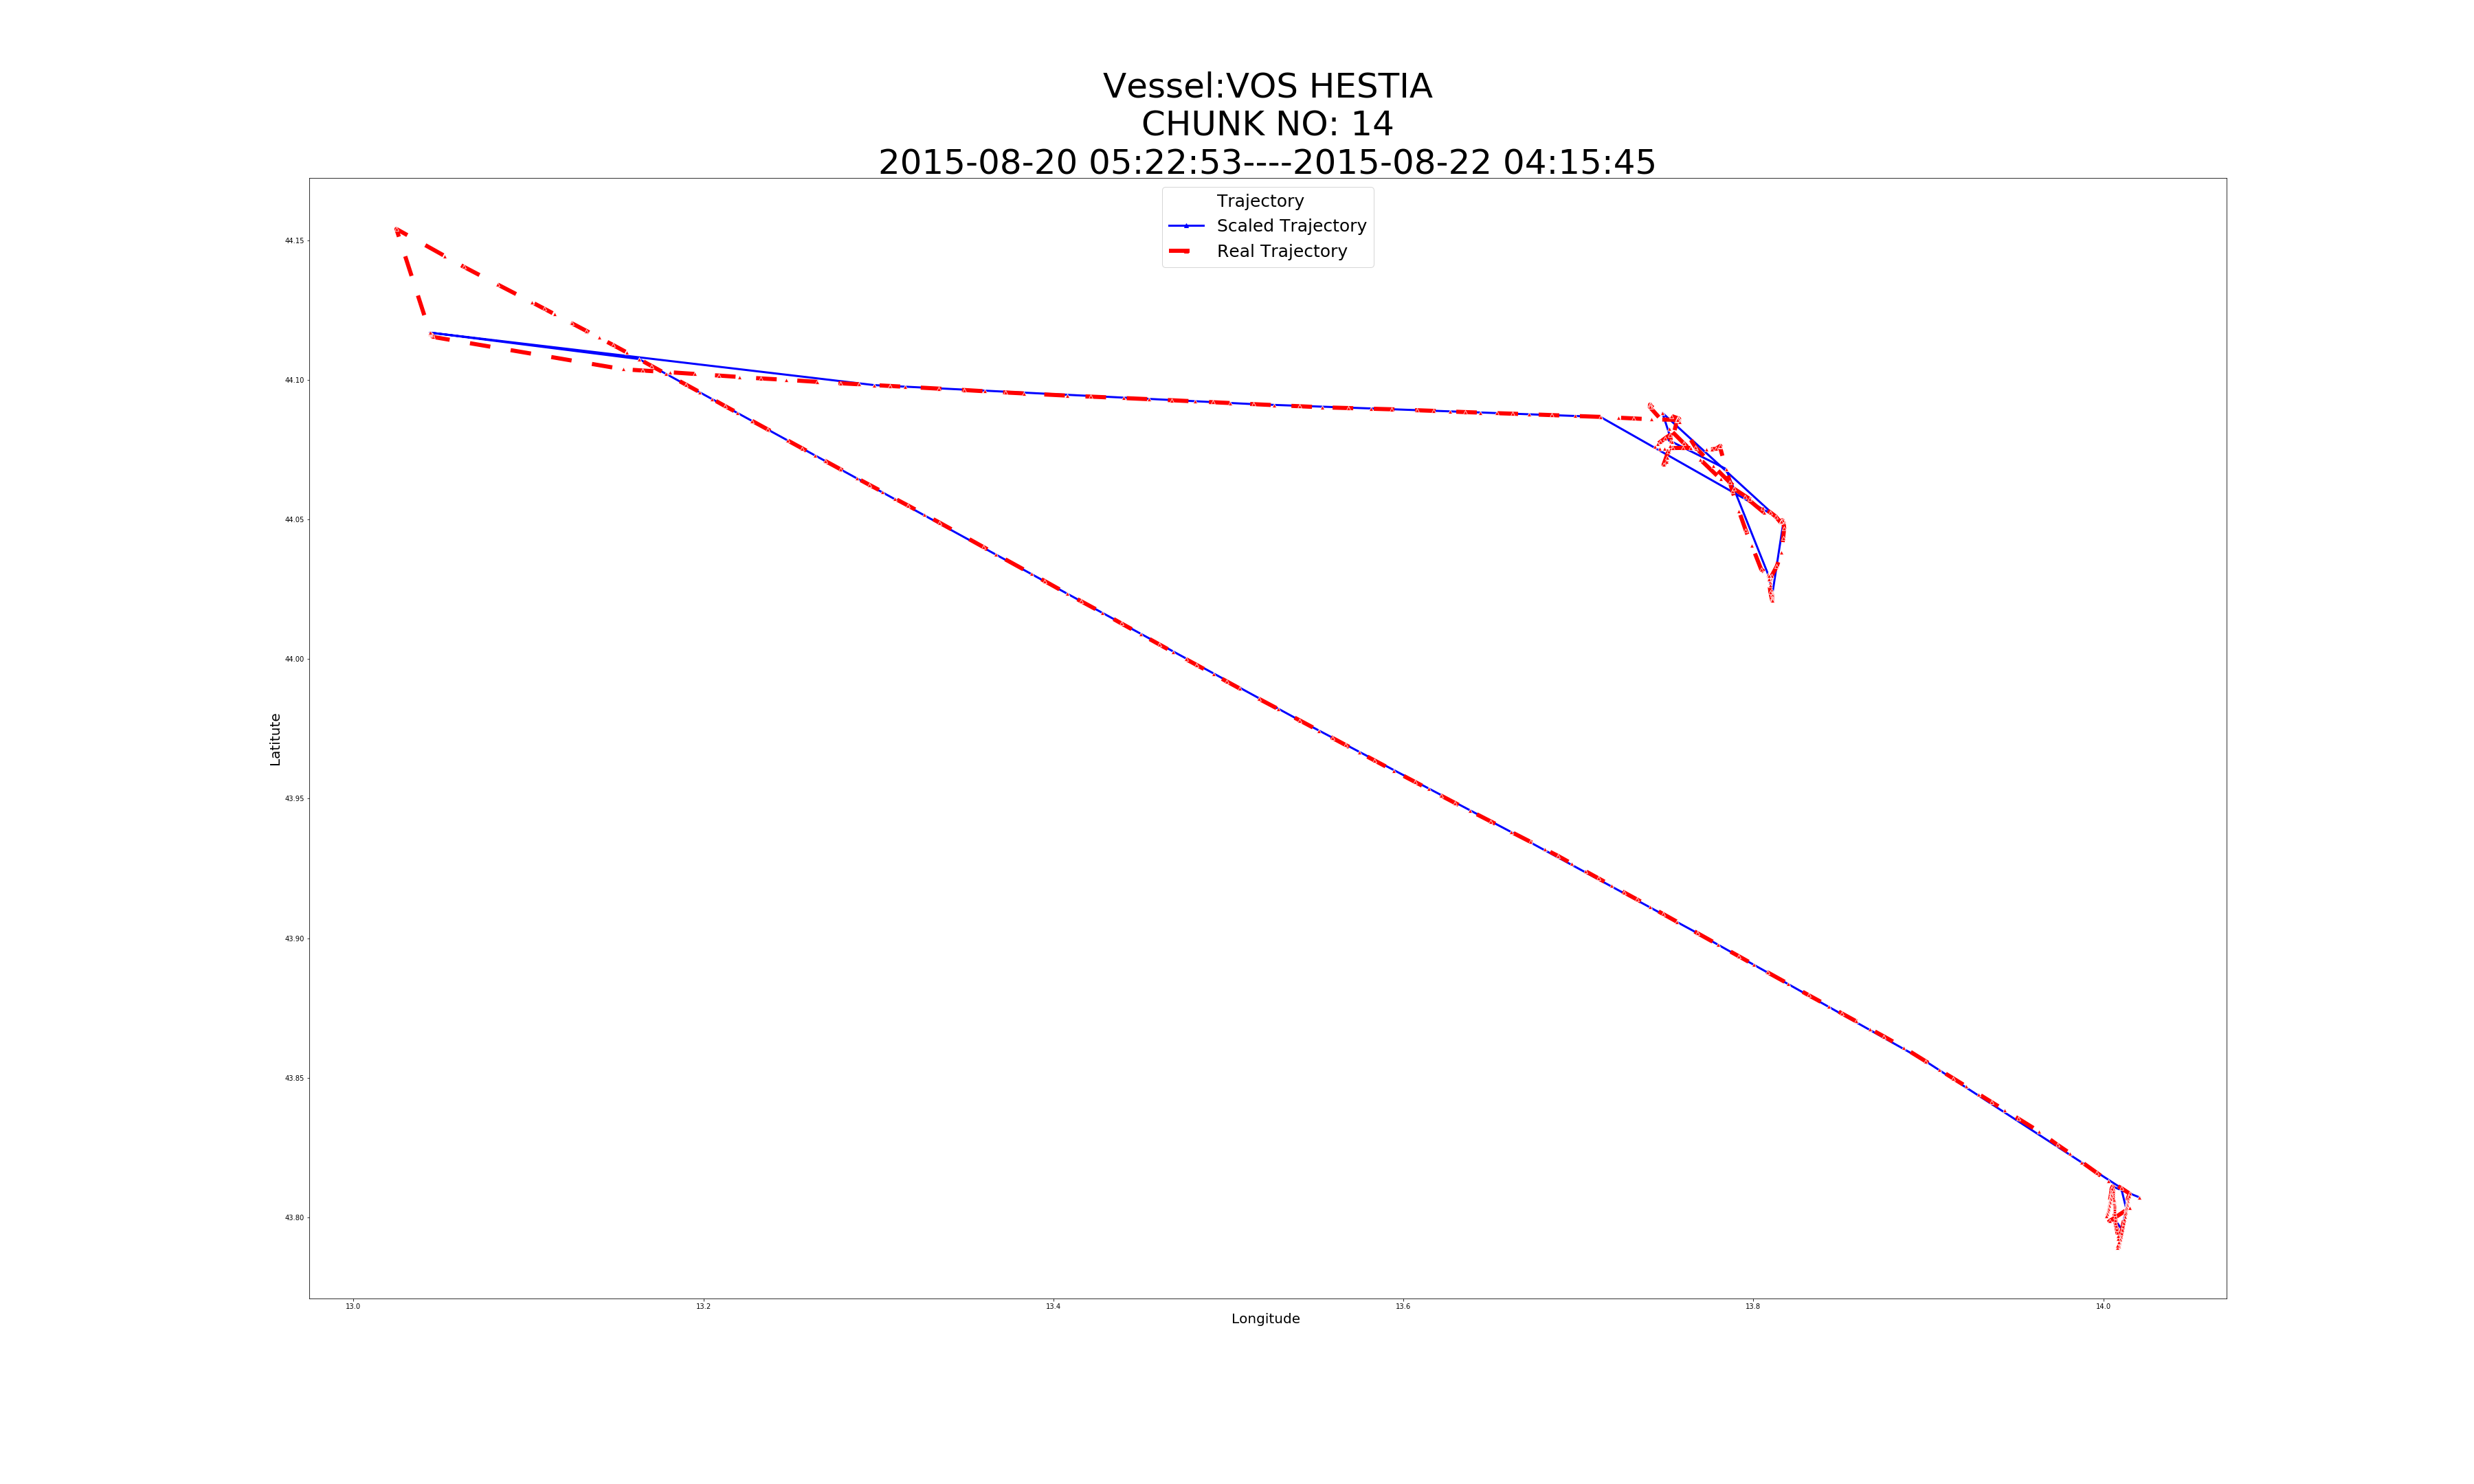 Vessel:VOS HESTIA
CHUNK NO: 14
2015-08-20 05:22:53----2015-08-22 04:15:45
Trajectory
Scaled Trajectory
Real Trajectory
44.15
44.10
44.05
44.00
43.95
43.90
43.85
43.80
Latitute
13.0 13.2 13.4 13.6 13.8 14.0
Longitude